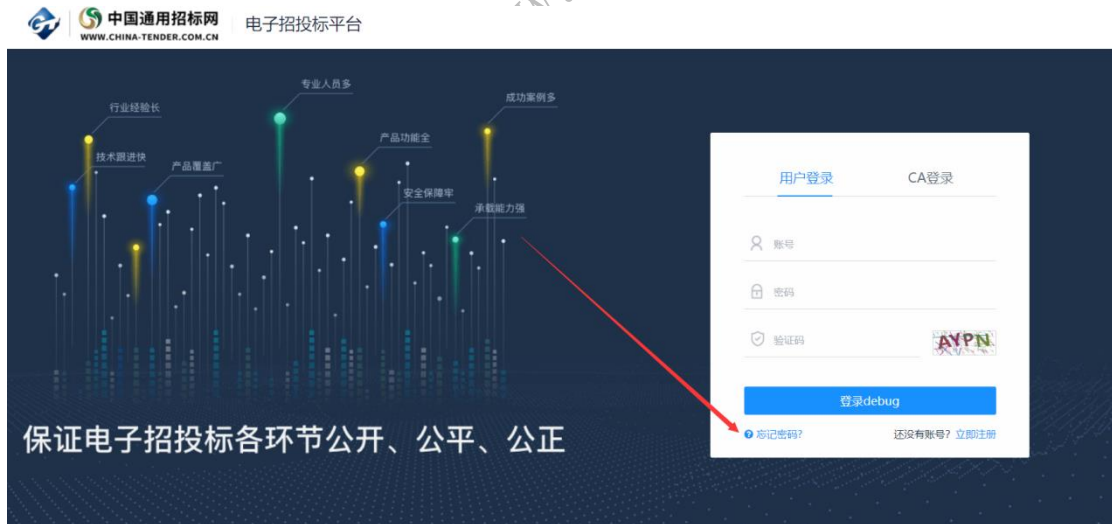 中国通用招标网
WWW.CHINA-TENDER.COM.CN
电子招投标平台
专业人员多
行业经验长
成功案例多
产品功能全
技术跟进快
产品覆盖广
安全保障牢
承载能力强
用户登录
CA登录
账号
密码
验证码
AYPN
登录debug
忘记密码?
还没有账号? 立即注册
保证电子招投标各环节公开、公平、公正